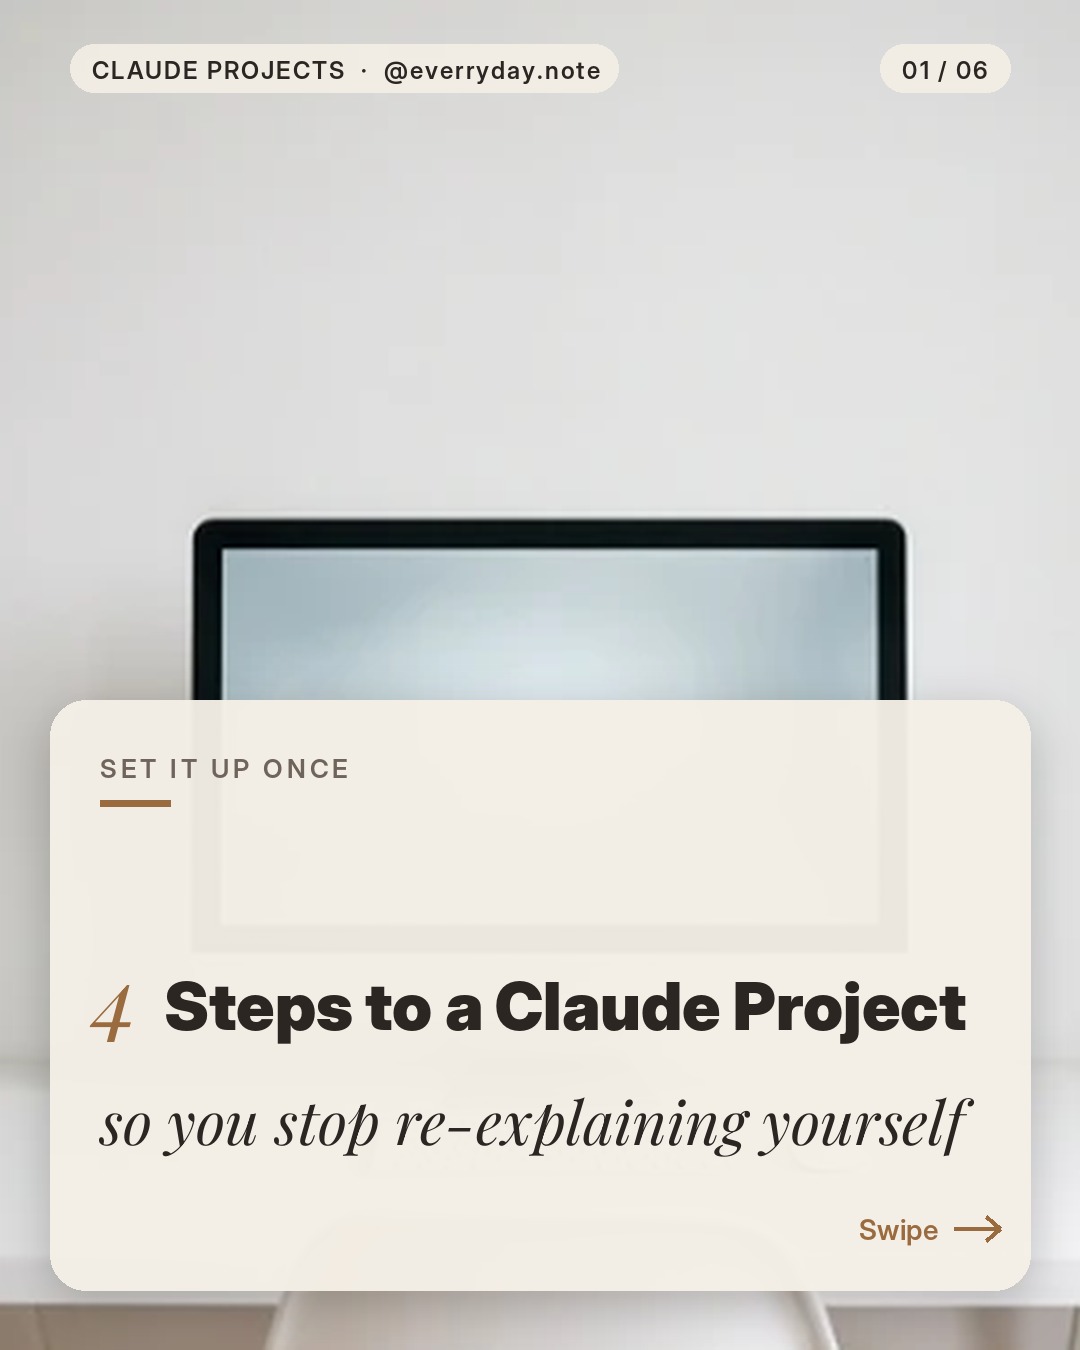 CLAUDE PROJECTS · @everryday.note
01 / 06
SET IT UP ONCE
4 Steps to a Claude Project
so you stop re-explaining yourself
Swipe →